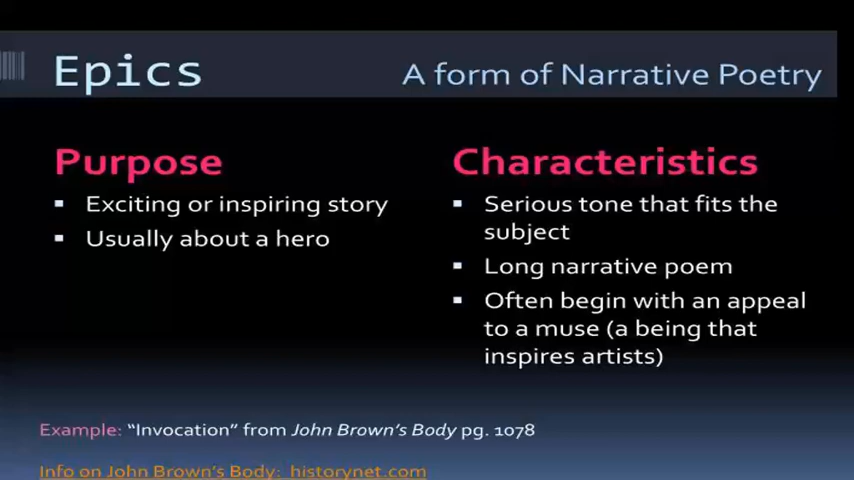 Epics
A form of Narrative Poetry
Purpose
▪ Exciting or inspiring story
▪ Usually about a hero
Characteristics
▪ Serious tone that fits the
subject
▪ Long narrative poem
▪ Often begin with an appeal
to a muse (a being that
inspires artists)
Example: “Invocation” from John Brown’s Body pg. 1078
Info on John Brown’s Body: historynet.com